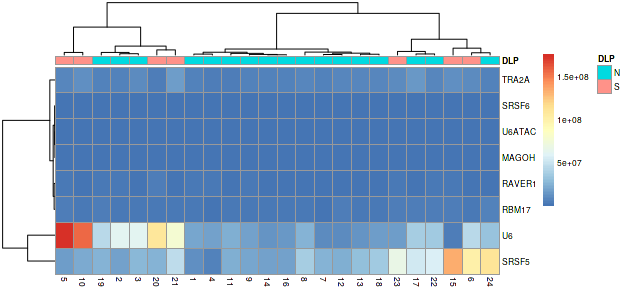 DLP
DLP
N
S
TRA2A
SRSF6
U6ATAC
MAGOH
RAVER1
RBM17
U6
SRSF5
1.5e+08
1e+08
5e+07
5 10 19 2 3 20 21 1 4 11 9 14 16 8 7 12 13 18 23 17 22 15 6 24